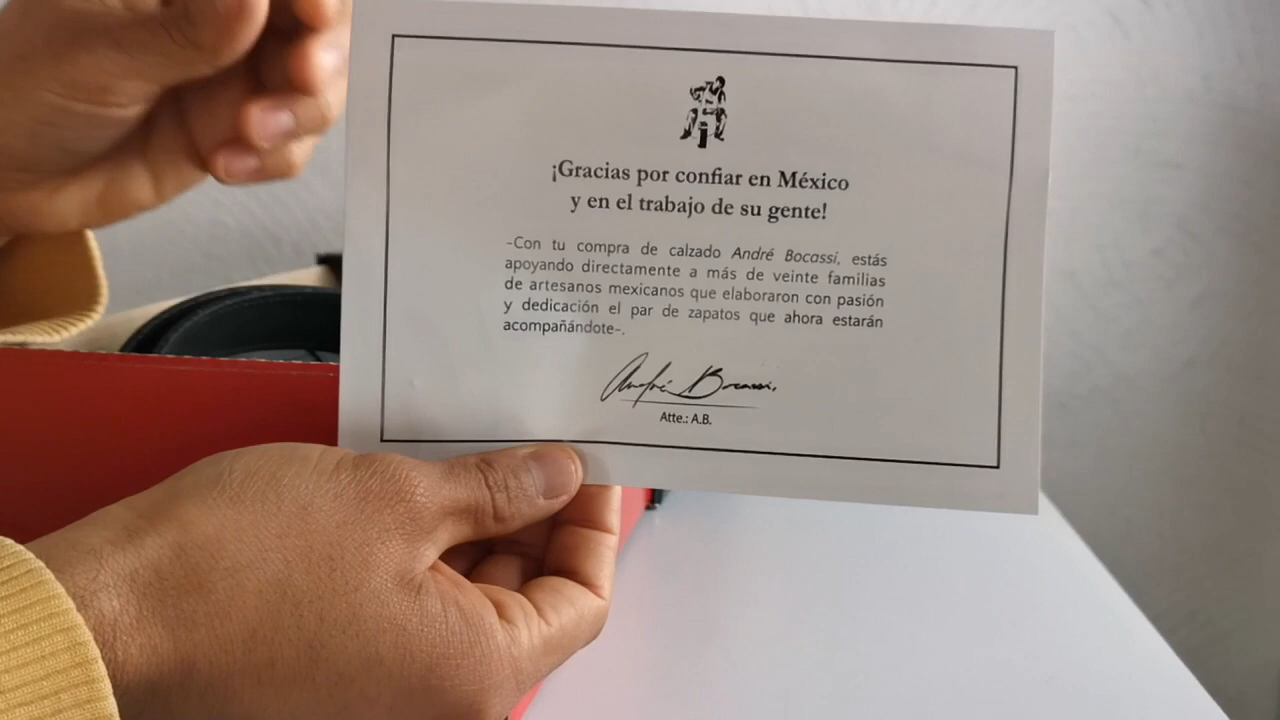 ¡Gracias por confiar en México
y en el trabajo de su gente!
–Con tu compra de calzado André Bocassi, estás
apoyando directamente a más de veinte familias
de artesanos mexicanos que elaboraron con pasión
y dedicación el par de zapatos que ahora estarán
acompañándote–.
André Bocassi.
Atte.: A.B.